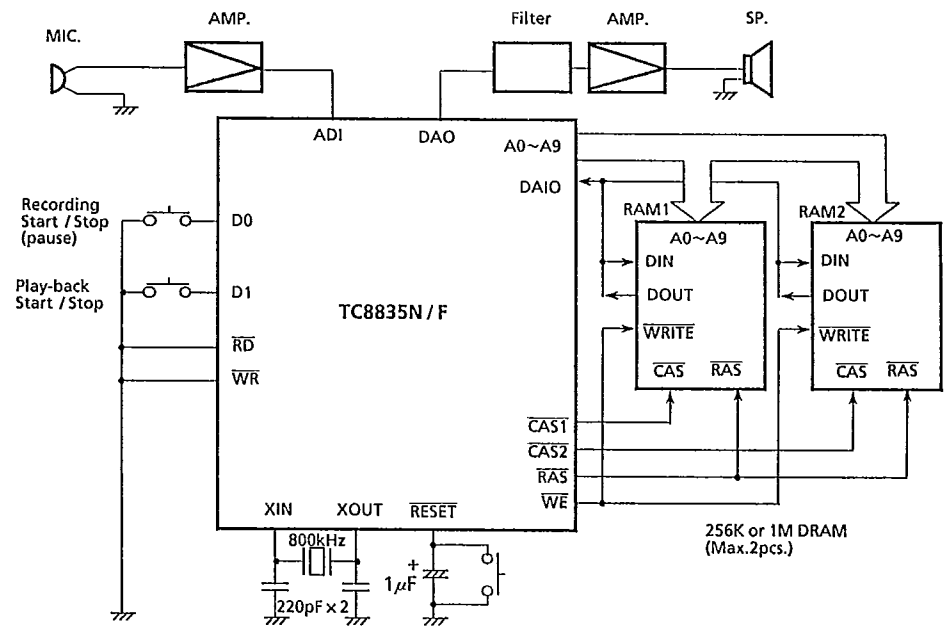 MIC.
AMP.
Filter
AMP.
SP.
ADI
DAO
A0~A9
DAIO
Recording
Start / Stop
(pause)
D0
Play-back
Start / Stop
D1
TC8835N / F
RD
WR
RAM1
A0~A9
DIN
DOUT
WRITE
CAS RAS
RAM2
A0~A9
DIN
DOUT
WRITE
CAS RAS
CAS1
CAS2
RAS
WE
XIN
XOUT
RESET
800kHz
220pF × 2
+
1μF
256K or 1M DRAM
(Max.2pcs.)